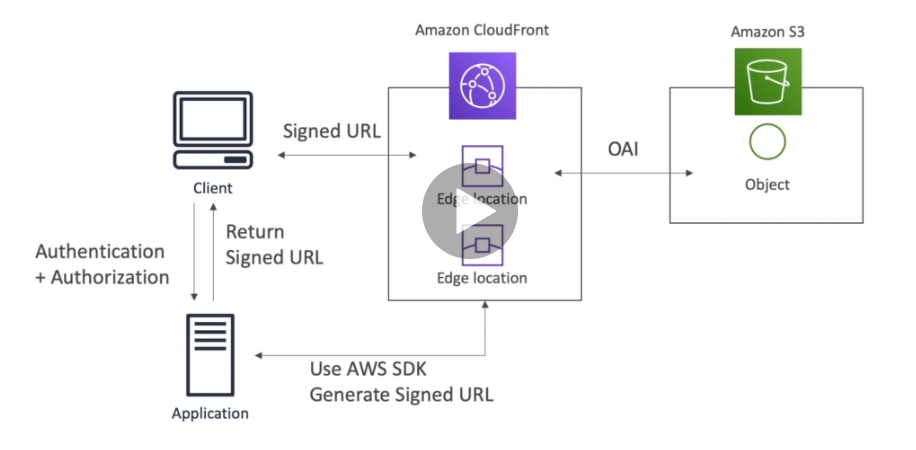 Amazon CloudFront
Amazon S3
Signed URL
OAI
Client
Edge location
Object
Return
Signed URL
Authentication
+ Authorization
Edge location
Use AWS SDK
Generate Signed URL
Application